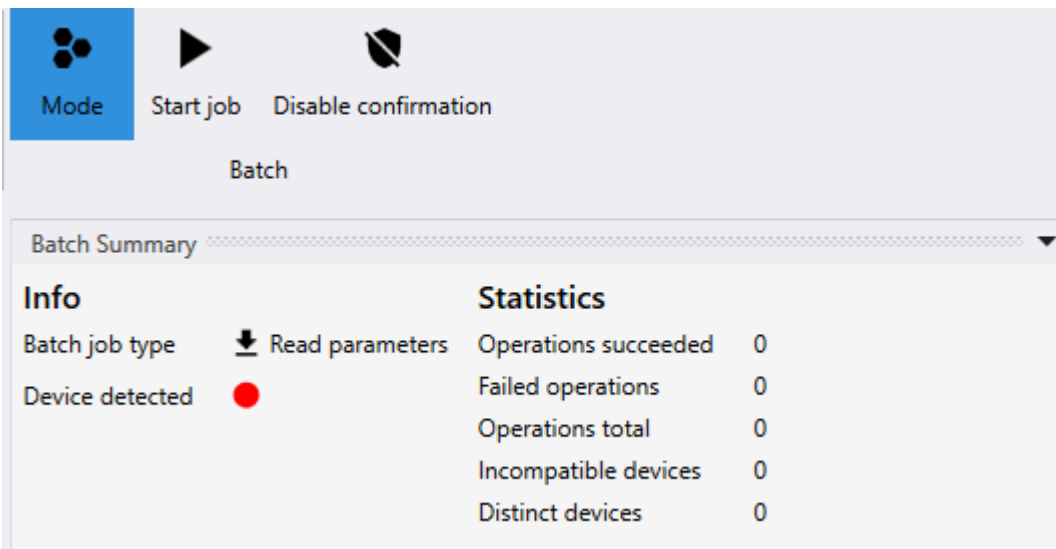 Mode Start job Disable confirmation
Batch
Batch Summary
Info Statistics
Batch job type Read parameters Operations succeeded 0
Device detected Failed operations 0
Operations total 0
Incompatible devices 0
Distinct devices 0